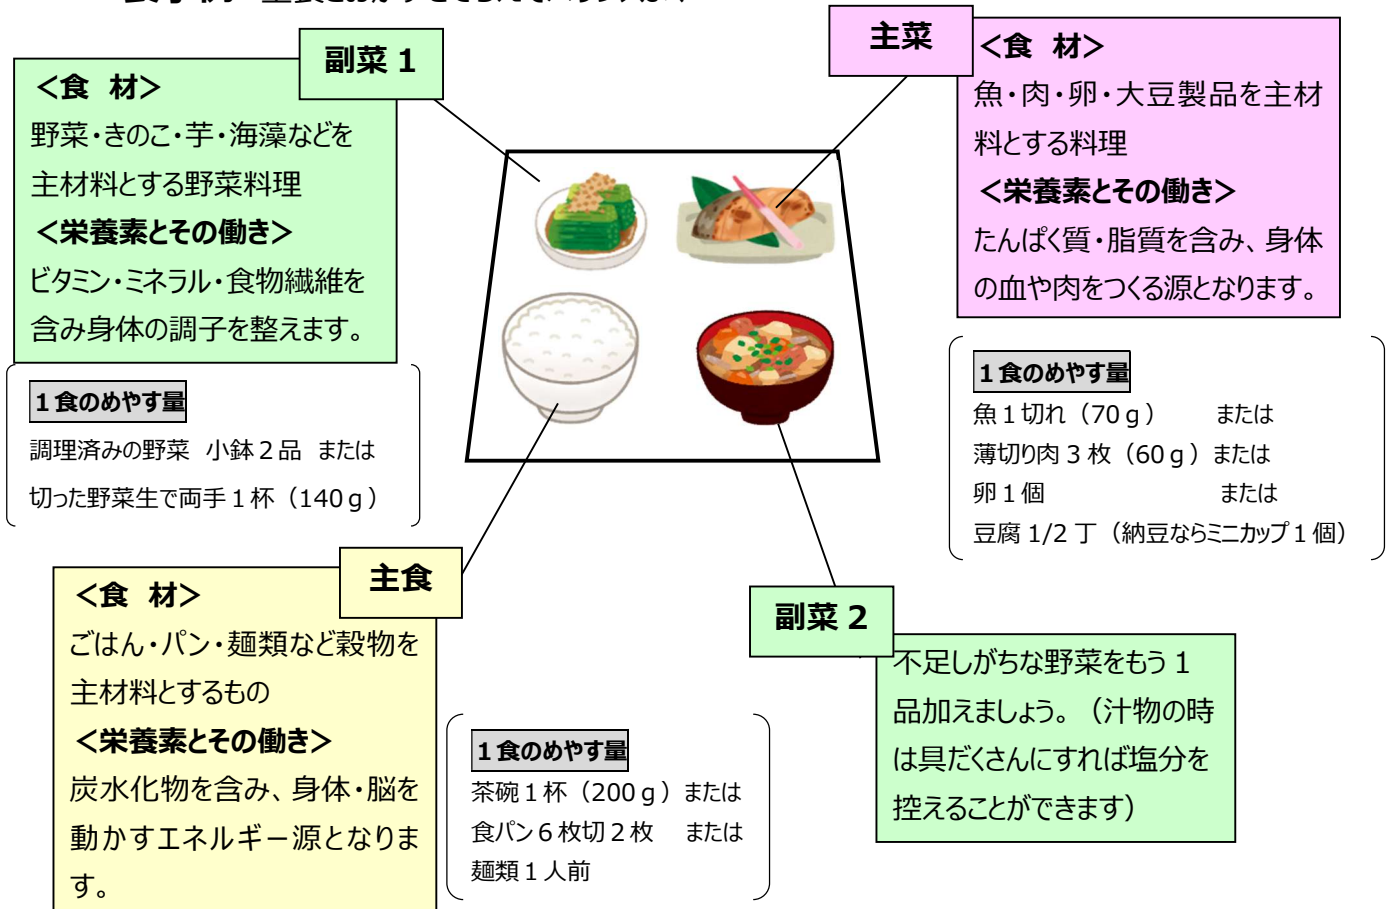 副菜 1
＜食 材＞
野菜・きのこ・芋・海藻などを
主材料とする野菜料理
＜栄養素とその働き＞
ビタミン・ミネラル・食物繊維を
含み身体の調子を整えます。
1食のめやす量
調理済みの野菜 小鉢２品 または
切った野菜生で両手１杯（140ｇ）
主菜
＜食 材＞
魚・肉・卵・大豆製品を主材
料とする料理
＜栄養素とその働き＞
たんぱく質・脂質を含み、身体
の血や肉をつくる源となります。
1食のめやす量
魚１切れ（70ｇ） または
薄切り肉３枚（60ｇ）または
卵１個 または
豆腐 1/2 丁（納豆ならミニカップ１個）
主食
＜食 材＞
ごはん・パン・麺類など穀物を
主材料とするもの
＜栄養素とその働き＞
炭水化物を含み、身体・脳を
動かすエネルギー源となりま
す。
1食のめやす量
茶碗１杯（200ｇ）または
食パン６枚切２枚 または
麺類１人前
副菜 2
不足しがちな野菜をもう１
品加えましょう。（汁物の時
は具だくさんにすれば塩分を
控えることができます）